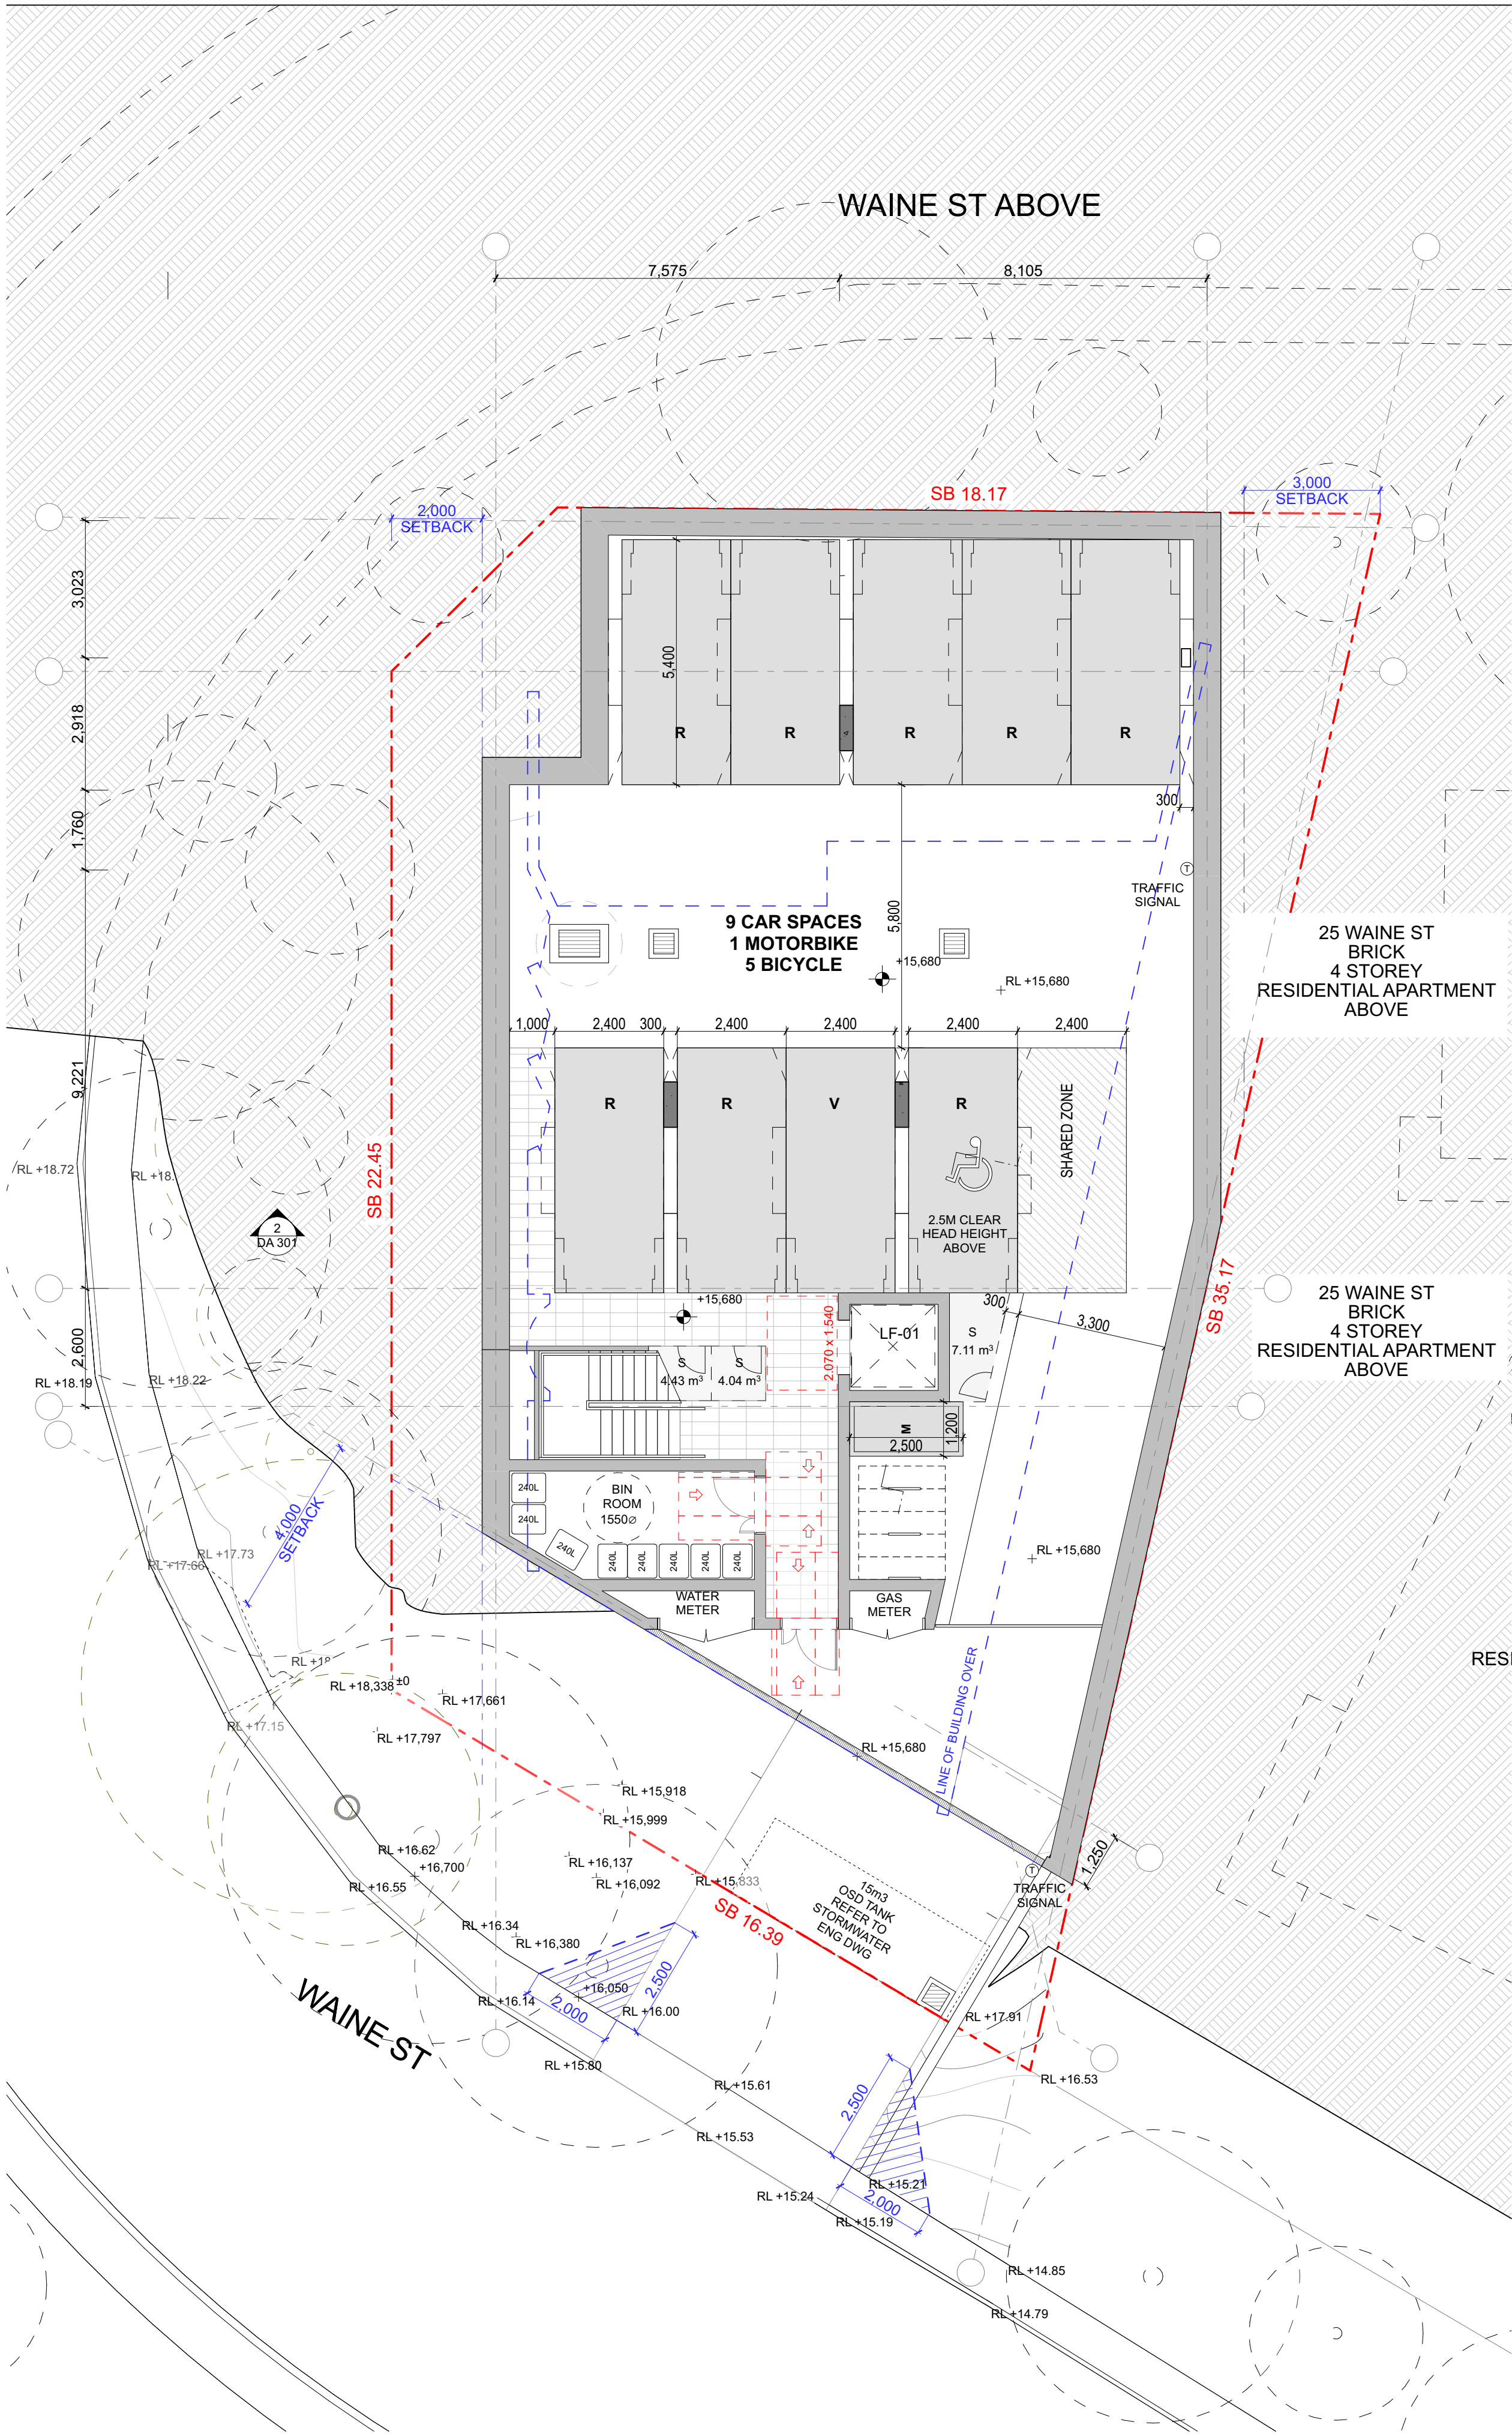 WAINE ST ABOVE
7,575
8,105
SB 18.17
2,000
SETBACK
3,000
SETBACK
3,023
2,918
1,760
9,221
2,600
5,400
R
R
R
R
R
300
T
TRAFFIC
SIGNAL
9 CAR SPACES
1 MOTORBIKE
5 BICYCLE
5,800
+15,680
RL +15,680
25 WAINE ST
BRICK
4 STOREY
RESIDENTIAL APARTMENT
ABOVE
1,000
2,400
300
2,400
2,400
2,400
2,400
R
R
V
R
SHARED ZONE
2.5M CLEAR
HEAD HEIGHT
ABOVE
RL +18.72
RL +18.
SB 22.45
2
DA 301
SB 35.17
25 WAINE ST
BRICK
4 STOREY
RESIDENTIAL APARTMENT
ABOVE
+15,680
2.070 x 1.540
LF-01
S
7.11 m³
300
3,300
S
4.43 m³
S
4.04 m³
RL +18.19
RL +18.22
M
2,500
1,200
240L
240L
240L
240L
240L
240L
240L
240L
BIN
ROOM
1550⌀
4,000
SETBACK
RL +17.66
RL +17.73
RL +15,680
WATER
METER
GAS
METER
RL +18
RL +18,338
±0
RL +17,661
RL +17.15
RL +17,797
RESI
LINE OF BUILDING OVER
RL +15,680
RL +15,918
RL +15,999
RL +16.62
+16,700
RL +16.55
RL +16,137
RL +16,092
RL +15,833
1,250
T
TRAFFIC
SIGNAL
15m3
OSD TANK
REFER TO
STORMWATER
ENG DWG
SB 16.39
RL +16.34
RL +16,380
2,500
+16,050
2,000
RL +16.14
RL +16.00
RL +17.91
WAINE ST
RL +15.80
RL +15.61
RL +16.53
2,500
RL +15.53
RL +15.21
2,000
RL +15.24
RL +15.19
RL +14.85
RL +14.79